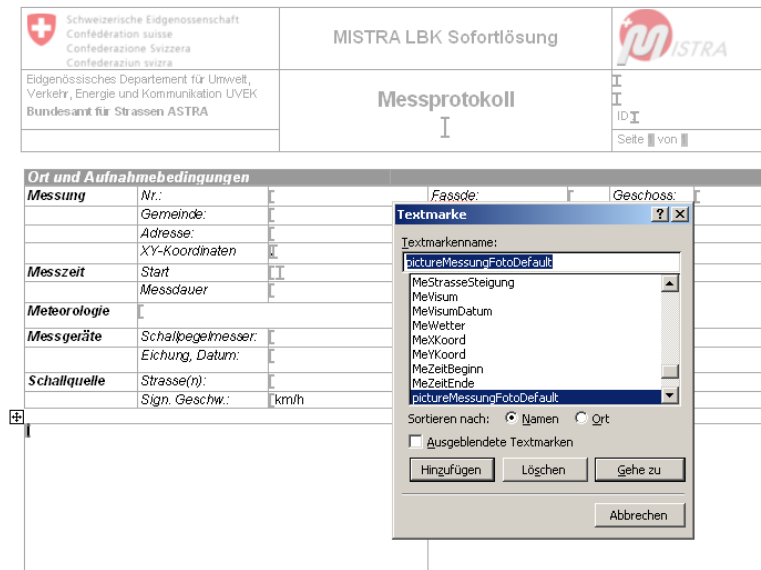 Schweizerische Eidgenossenschaft
Confédération suisse
Confederazione Svizzera
Confederaziun svizra
MISTRA LBK Sofortlösung
MISTRA
Eidgenössisches Departement für Umwelt,
Verkehr, Energie und Kommunikation UVEK
Bundesamt für Strassen ASTRA
Messprotokoll
ID
Seite von
Ort und Aufnahmebedingungen
Messung Nr.: Fassde: Geschoss:
Gemeinde:
Adresse:
XY-Koordinaten
Messzeit Start
Messdauer
Meteorologie
Messgeräte Schallpegelmesser:
Eichung, Datum:
Schallquelle Strasse(n):
Sign. Geschw.: km/h
Textmarke
Textmarkenname:
pictureMessungFotoDefault
MeStrasseSteigung
MeVisum
MeVisumDatum
MeWetter
MeXKoord
MeYKoord
MeZeitBeginn
MeZeitEnde
pictureMessungFotoDefault
Sortieren nach: Namen Ort
Ausgeblendete Textmarken
Hinzufügen Löschen Gehe zu
Abbrechen